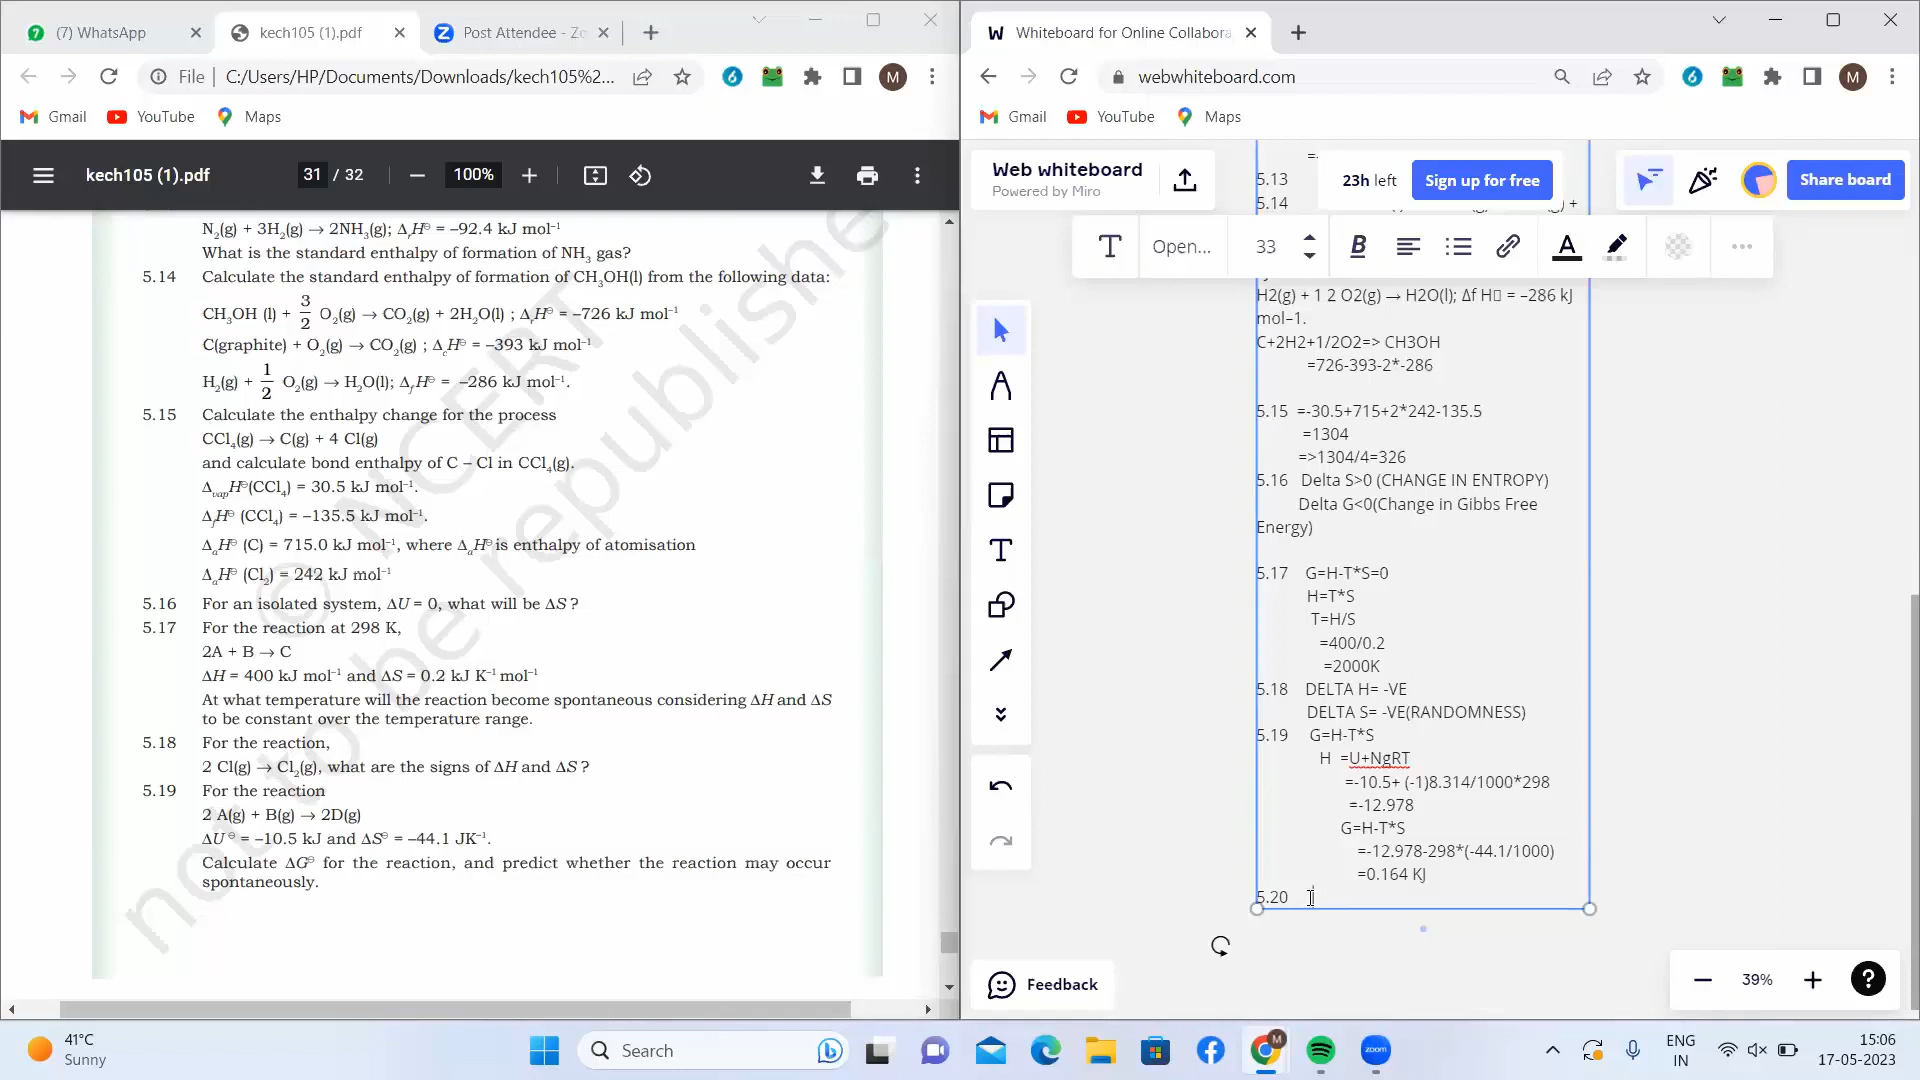 (7) WhatsApp
kech105 (1).pdf
Post Attendee - Zo
File
C:/Users/HP/Documents/Downloads/kech105%2...
M
Gmail
YouTube
Maps
kech105 (1).pdf
31 / 32
100%
N₂(g) + 3H₂(g) → 2NH₃(g); ΔᵣH⊖ = –92.4 kJ mol⁻¹
What is the standard enthalpy of formation of NH₃ gas?
5.14 Calculate the standard enthalpy of formation of CH₃OH(l) from the following data:
CH₃OH (l) + 3/2 O₂(g) → CO₂(g) + 2H₂O(l) ; ΔᵣH⊖ = –726 kJ mol⁻¹
C(graphite) + O₂(g) → CO₂(g) ; Δ_cH⊖ = –393 kJ mol⁻¹
H₂(g) + 1/2 O₂(g) → H₂O(l); Δ_fH⊖ = –286 kJ mol⁻¹.
5.15 Calculate the enthalpy change for the process
CCl₄(g) → C(g) + 4 Cl(g)
and calculate bond enthalpy of C – Cl in CCl₄(g).
Δ_vapH⊖(CCl₄) = 30.5 kJ mol⁻¹.
Δ_fH⊖ (CCl₄) = –135.5 kJ mol⁻¹.
ΔₐH⊖ (C) = 715.0 kJ mol⁻¹, where ΔₐH⊖ is enthalpy of atomisation
ΔₐH⊖ (Cl₂) = 242 kJ mol⁻¹
5.16 For an isolated system, ΔU = 0, what will be ΔS ?
5.17 For the reaction at 298 K,
2A + B → C
ΔH = 400 kJ mol⁻¹ and ΔS = 0.2 kJ K⁻¹ mol⁻¹
At what temperature will the reaction become spontaneous considering ΔH and ΔS
to be constant over the temperature range.
5.18 For the reaction,
2 Cl(g) → Cl₂(g), what are the signs of ΔH and ΔS ?
5.19 For the reaction
2 A(g) + B(g) → 2D(g)
ΔU⊖ = –10.5 kJ and ΔS⊖ = –44.1 JK⁻¹.
Calculate ΔG⊖ for the reaction, and predict whether the reaction may occur
spontaneously.
© NCERT
not to be republishe
Whiteboard for Online Collabora
webwhiteboard.com
M
Gmail
YouTube
Maps
Web whiteboard
Powered by Miro
23h left
Sign up for free
Share board
Open...
33
5.13
5.14
H2(g) + 1 2 O2(g) → H2O(l); Δf H▯ = –286 kJ
mol–1.
C+2H2+1/2O2=> CH3OH
=726-393-2*-286
5.15 =-30.5+715+2*242-135.5
=1304
=>1304/4=326
5.16 Delta S>0 (CHANGE IN ENTROPY)
Delta G<0(Change in Gibbs Free
Energy)
5.17 G=H-T*S=0
H=T*S
T=H/S
=400/0.2
=2000K
5.18 DELTA H= -VE
DELTA S= -VE(RANDOMNESS)
5.19 G=H-T*S
H =U+NgRT
=-10.5+ (-1)8.314/1000*298
=-12.978
G=H-T*S
=-12.978-298*(-44.1/1000)
=0.164 KJ
5.20
Feedback
39%
41°C
Sunny
Search
zoom
ENG
IN
15:06
17-05-2023